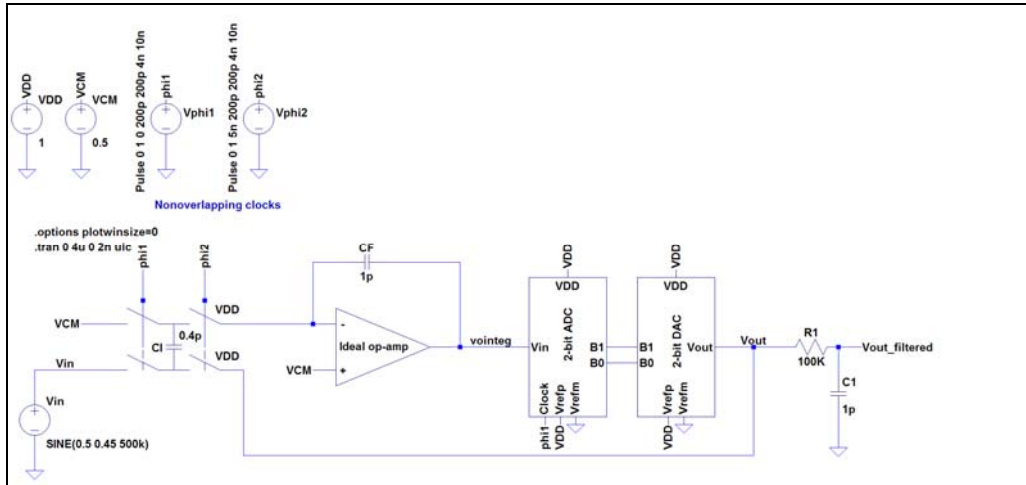 VDD
VDD
1
VCM
VCM
0.5
Pulse 0 1 0 200p 200p 4n 10n
phi1
Vphi1
Pulse 0 1 5n 200p 200p 4n 10n
phi2
Vphi2
Nonoverlapping clocks
.options plotwinsize=0
.tran 0 4u 0 2n uic
phi1
phi2
VDD
VCM
CI
0.4p
VDD
Vin
Vin
SINE(0.5 0.45 500k)
CF
1p
-
Ideal op-amp
VCM
+
vointeg
VDD
VDD
Vin
2-bit ADC
B1
B0
Clock
Vrefp
Vrefm
phi1
VDD
VDD
VDD
B1
B0
2-bit DAC
Vout
Vrefp
Vrefm
VDD
Vout
R1
100K
Vout_filtered
C1
1p